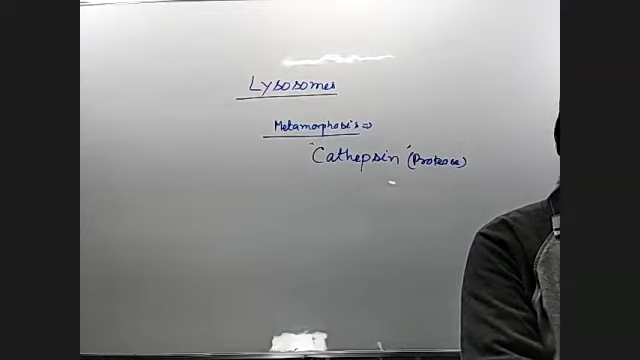 Lysosomes
Metamorphosis ⇒
"Cathepsin" (Protease)